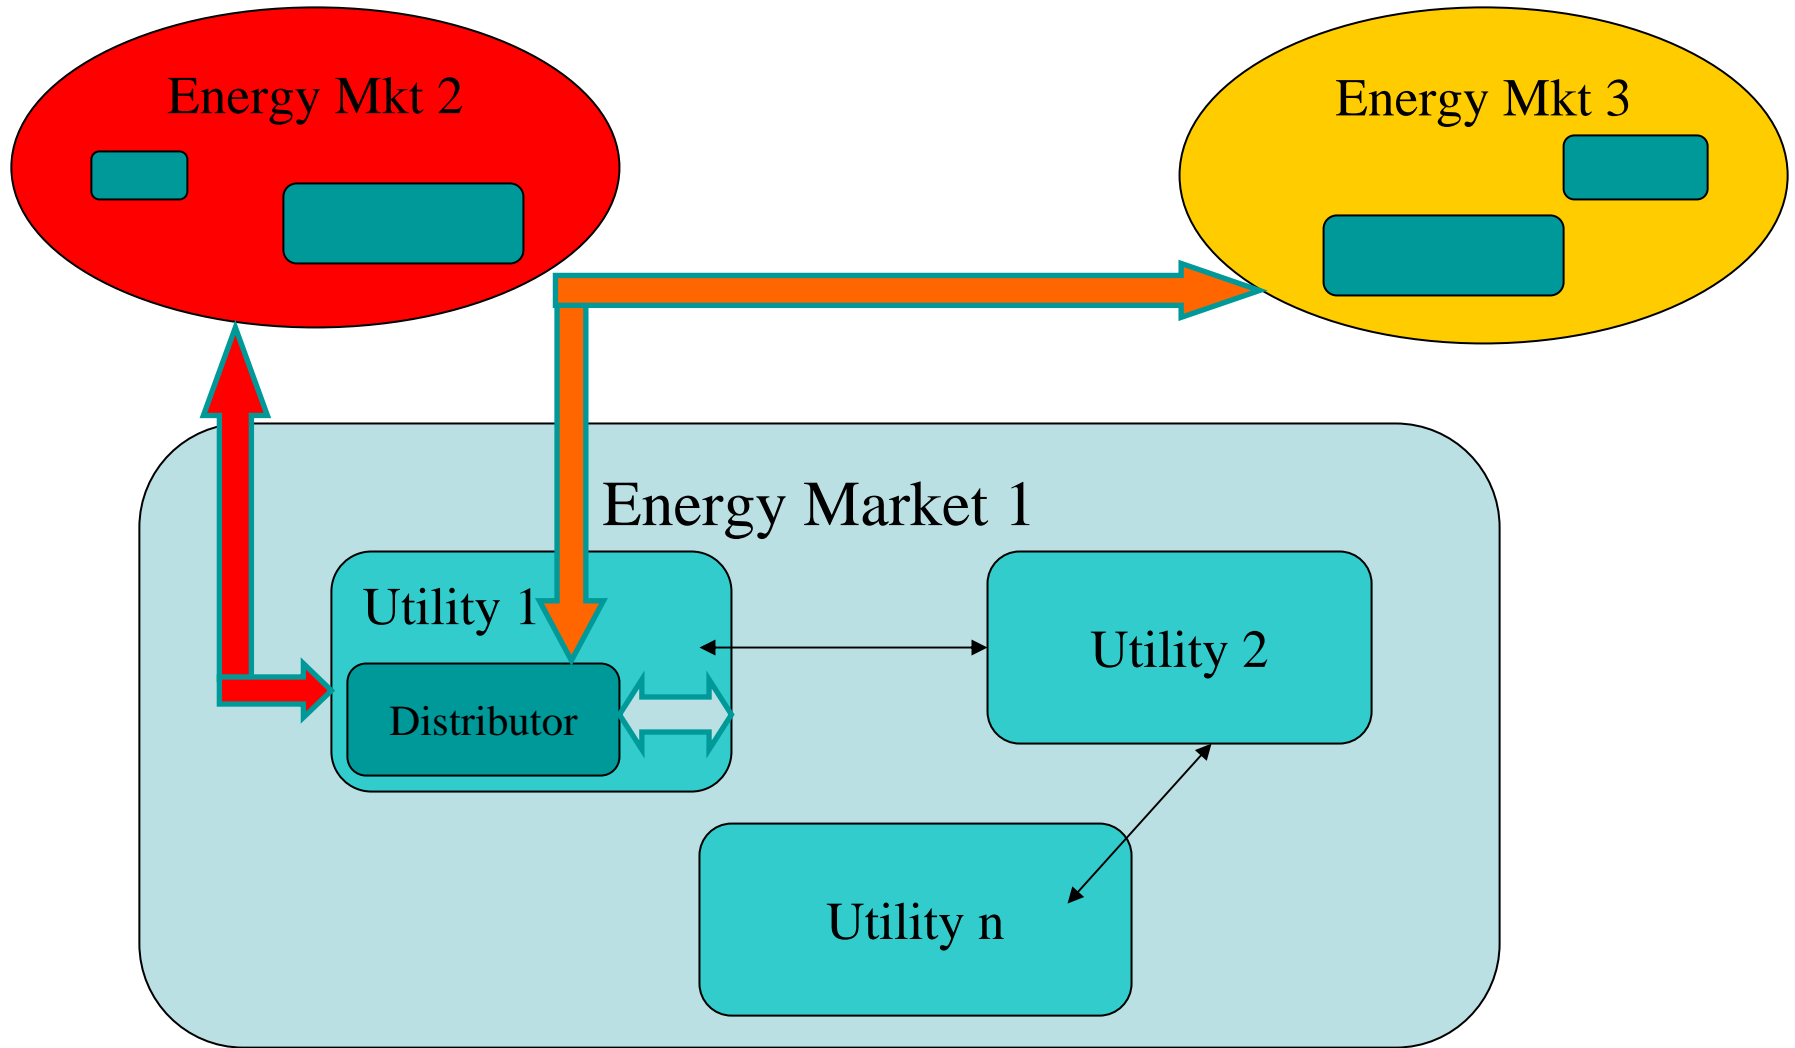 Energy Mkt 2
Energy Mkt 3
Energy Market 1
Utility 1
Utility 2
Distributor
Utility n